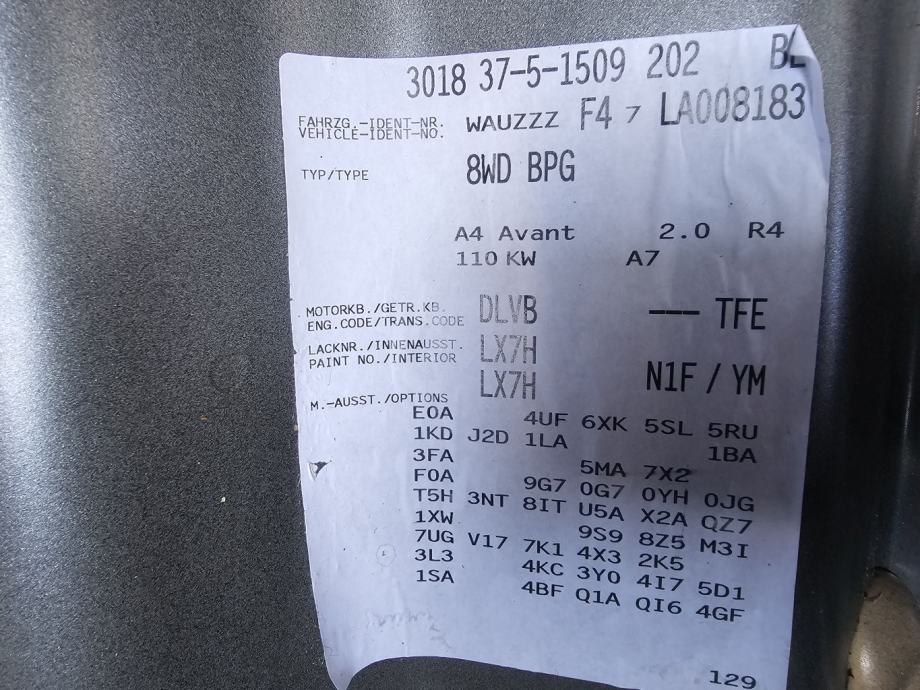 3018 37-5-1509 202 BL
FAHRZG.-IDENT-NR.
VEHICLE-IDENT-NO. WAUZZZ F4 7 LA008183
TYP/TYPE 8WD BPG
A4 Avant 2.0 R4
110 KW A7
MOTORKB./GETR.KB.
ENG.CODE/TRANS.CODE DLVB --- TFE
LACKNR./INNENAUSST. LX7H
PAINT NO./INTERIOR LX7H N1F / YM
M.-AUSST./OPTIONS
E0A 4UF 6XK 5SL 5RU
1KD J2D 1LA 1BA
3FA 5MA 7X2
F0A 9G7 0G7 0YH 0JG
T5H 3NT 8IT U5A X2A QZ7
1XW 9S9 8Z5 M3I
7UG V17 7K1 4X3 2K5
3L3 4KC 3Y0 4I7 5D1
1SA 4BF Q1A QI6 4GF
129